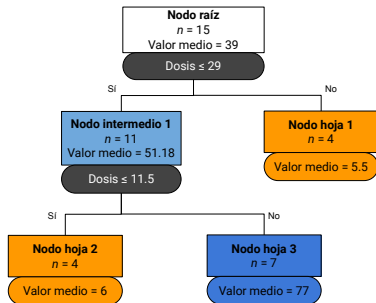 Nodo raíz
n = 15
Valor medio = 39
Dosis ≤ 29
Sí
No
Nodo intermedio 1
n = 11
Valor medio = 51.18
Dosis ≤ 11.5
Nodo hoja 1
n = 4
Valor medio = 5.5
Sí
No
Nodo hoja 2
n = 4
Valor medio = 6
Nodo hoja 3
n = 7
Valor medio = 77